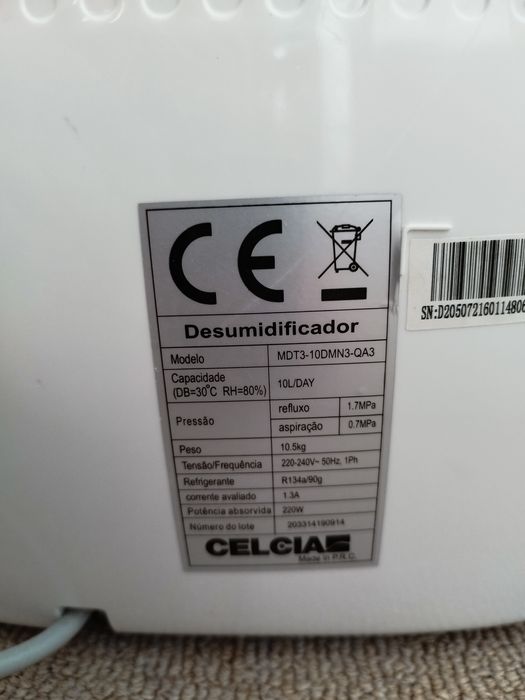 CE
Desumidificador
Modelo MDT3-10DMN3-QA3
Capacidade (DB=30°C RH=80%) 10L/DAY
Pressão refluxo 1.7MPa
aspiração 0.7MPa
Peso 10.5kg
Tensão/Frequência 220-240V~ 50Hz, 1Ph
Refrigerante R134a/90g
corrente avaliado 1.3A
Potência absorvida 220W
Número do lote 203314190914
CELCIA
Made in P.R.C.
SN:D205072160114806